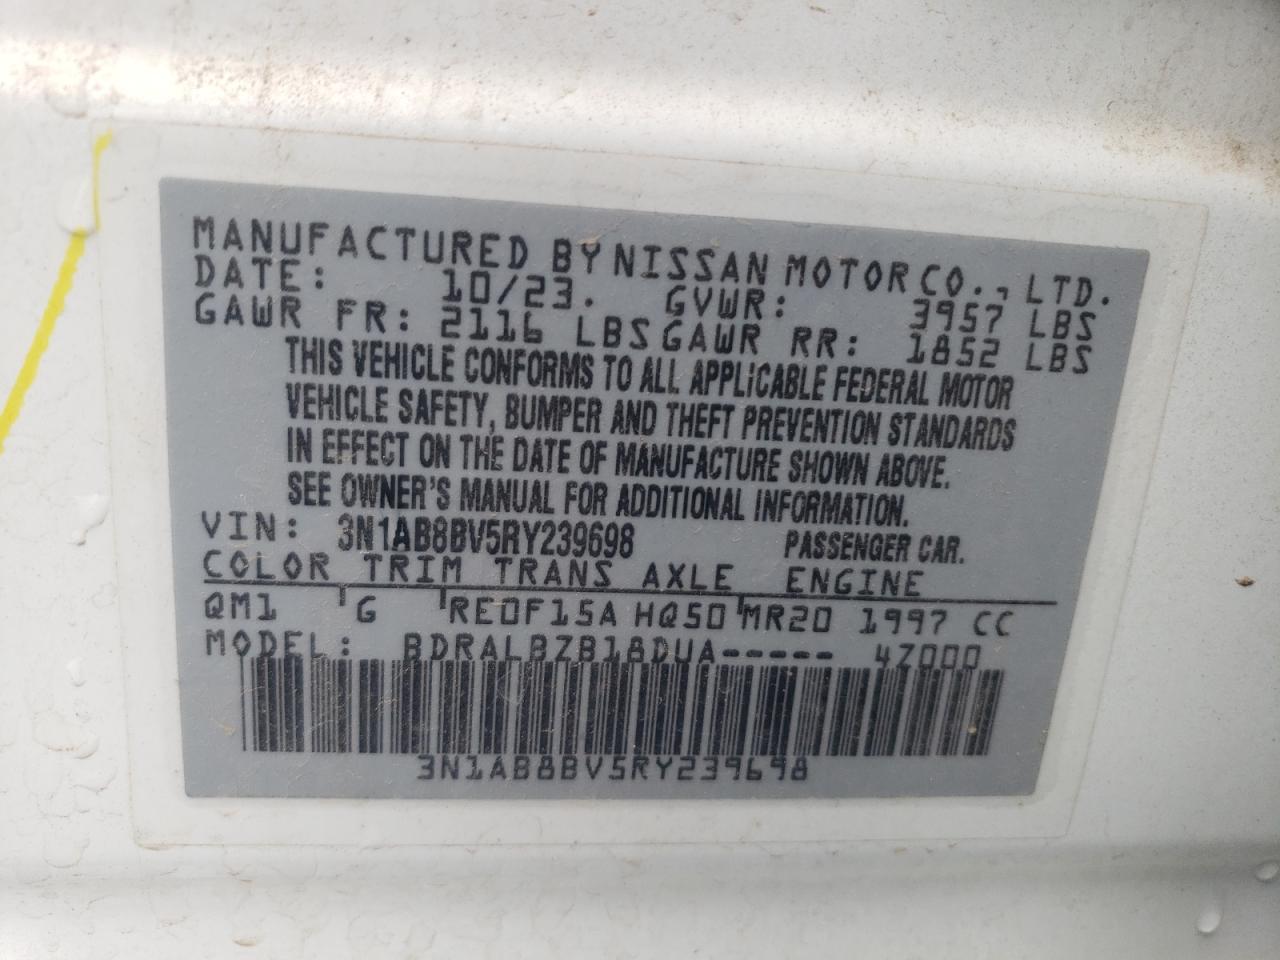 MANUFACTURED BY NISSAN MOTOR CO., LTD.
DATE: 10/23. GVWR: 3957 LBS
GAWR FR: 2116 LBS GAWR RR: 1852 LBS
THIS VEHICLE CONFORMS TO ALL APPLICABLE FEDERAL MOTOR
VEHICLE SAFETY, BUMPER AND THEFT PREVENTION STANDARDS
IN EFFECT ON THE DATE OF MANUFACTURE SHOWN ABOVE.
SEE OWNER'S MANUAL FOR ADDITIONAL INFORMATION.
VIN: 3N1AB8BV5RY239698 PASSENGER CAR.
COLOR TRIM TRANS AXLE ENGINE
QM1 G RE0F15A HQ50 MR20 1997 CC
MODEL: BDRALBZB18DUA----- 4Z000
3N1AB8BV5RY239698